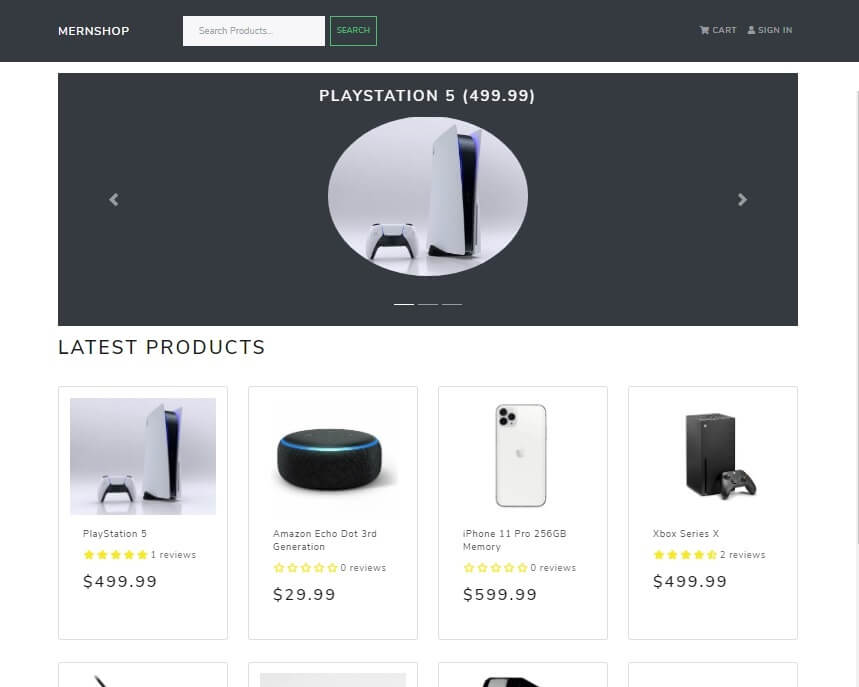 MERNSHOP
Search Products...
SEARCH
CART
SIGN IN
PLAYSTATION 5 (499.99)
LATEST PRODUCTS
PlayStation 5
1 reviews
$499.99
Amazon Echo Dot 3rd
Generation
0 reviews
$29.99
iPhone 11 Pro 256GB
Memory
0 reviews
$599.99
Xbox Series X
2 reviews
$499.99